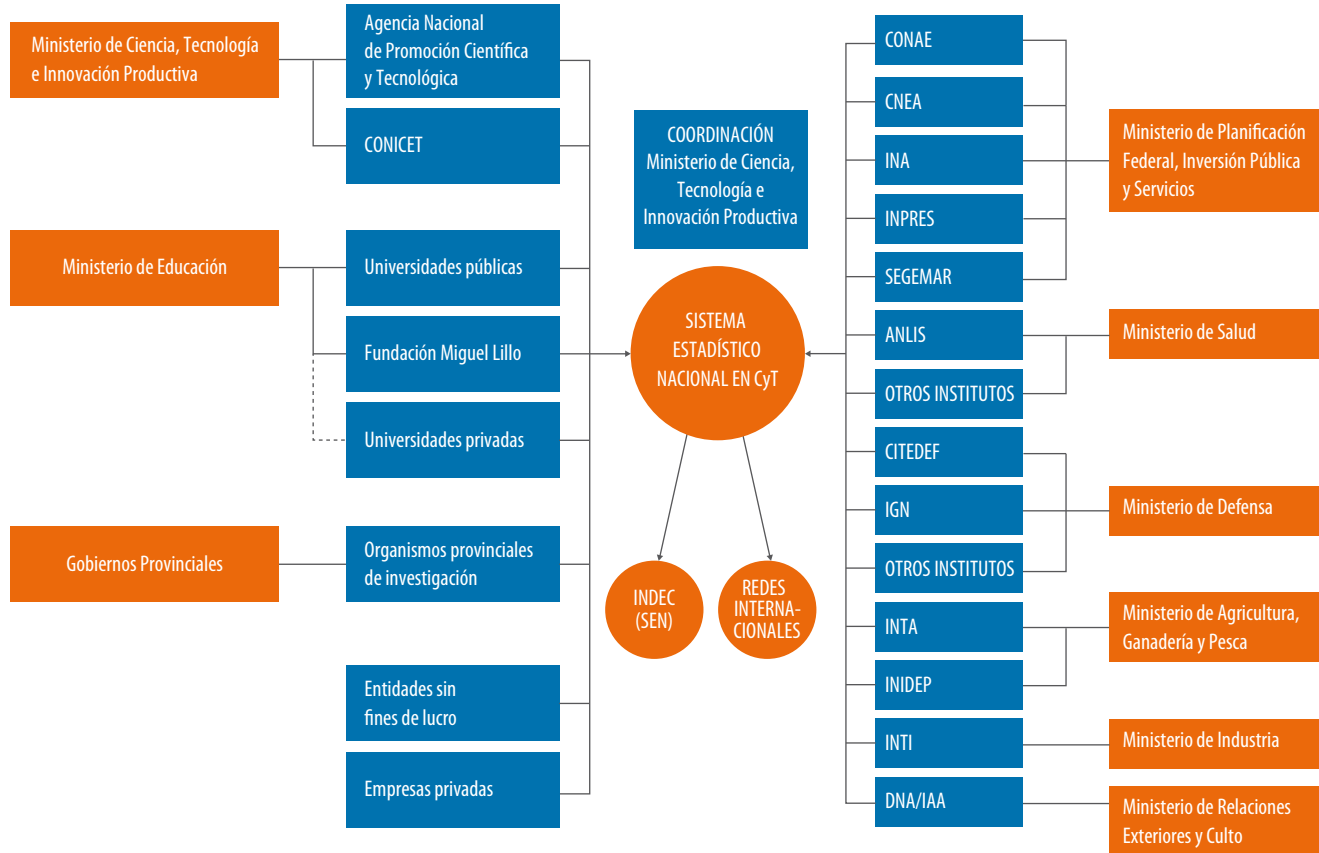 Ministerio de Ciencia, Tecnología
e Innovación Productiva
Ministerio de Educación
Gobiernos Provinciales
Agencia Nacional
de Promoción Científica
y Tecnológica
CONICET
Universidades públicas
Fundación Miguel Lillo
Universidades privadas
Organismos provinciales
de investigación
Entidades sin
fines de lucro
Empresas privadas
COORDINACIÓN
Ministerio de Ciencia,
Tecnología e
Innovación Productiva
SISTEMA
ESTADÍSTICO
NACIONAL EN CyT
INDEC
(SEN)
REDES
INTERNA-
CIONALES
CONAE
CNEA
INA
INPRES
SEGEMAR
ANLIS
OTROS INSTITUTOS
CITEDEF
IGN
OTROS INSTITUTOS
INTA
INIDEP
INTI
DNA/IAA
Ministerio de Planificación
Federal, Inversión Pública
y Servicios
Ministerio de Salud
Ministerio de Defensa
Ministerio de Agricultura,
Ganadería y Pesca
Ministerio de Industria
Ministerio de Relaciones
Exteriores y Culto